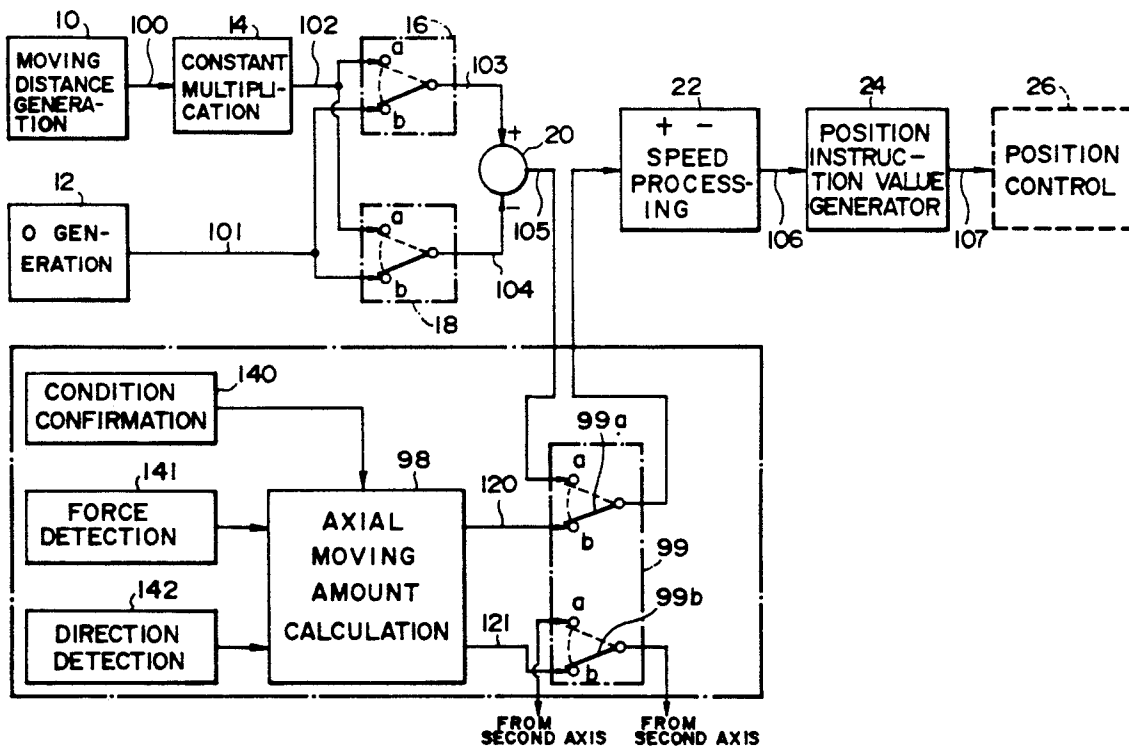 10
100
14
102
16
MOVING
DISTANCE
GENERA-
TION
CONSTANT
MULTIPLI-
CATION
a
b
103
+
20
-
105
22
+ -
SPEED
PROCESS-
ING
106
24
POSITION
INSTRUC-
TION VALUE
GENERATOR
107
26
POSITION
CONTROL
12
O GEN-
ERATION
101
a
b
104
18
CONDITION
CONFIRMATION
140
141
FORCE
DETECTION
142
DIRECTION
DETECTION
98
AXIAL
MOVING
AMOUNT
CALCULATION
120
121
99a
a
b
99
99b
a
b
FROM
SECOND AXIS
FROM
SECOND AXIS